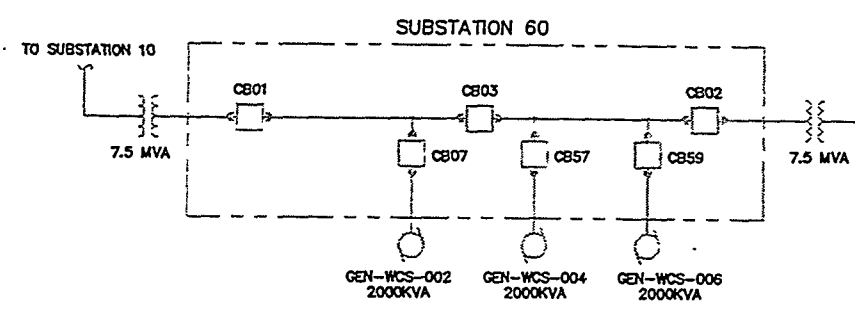 SUBSTATION 60
TO SUBSTATION 10
CB01
CB03
CB02
7.5 MVA
CB07
CB57
CB59
7.5 MVA
GEN-WCS-002
2000KVA
GEN-WCS-004
2000KVA
GEN-WCS-006
2000KVA